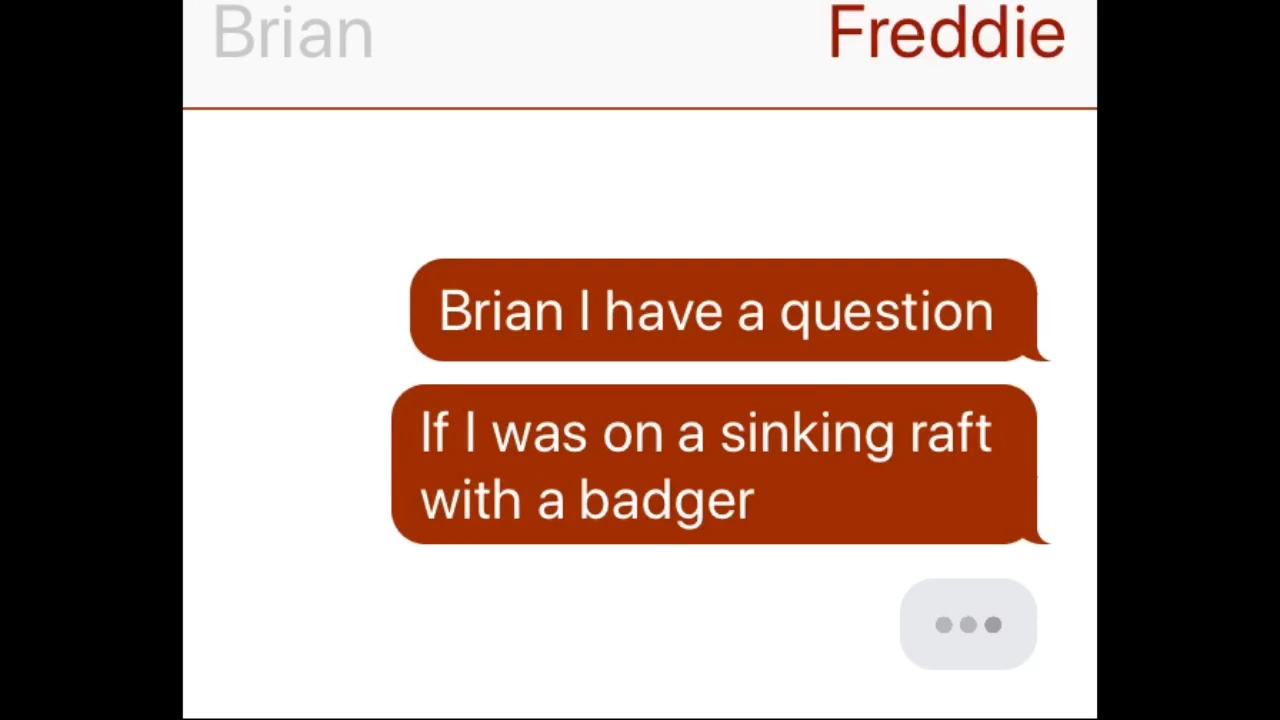 Brian
Freddie
Brian I have a question
If I was on a sinking raft
with a badger